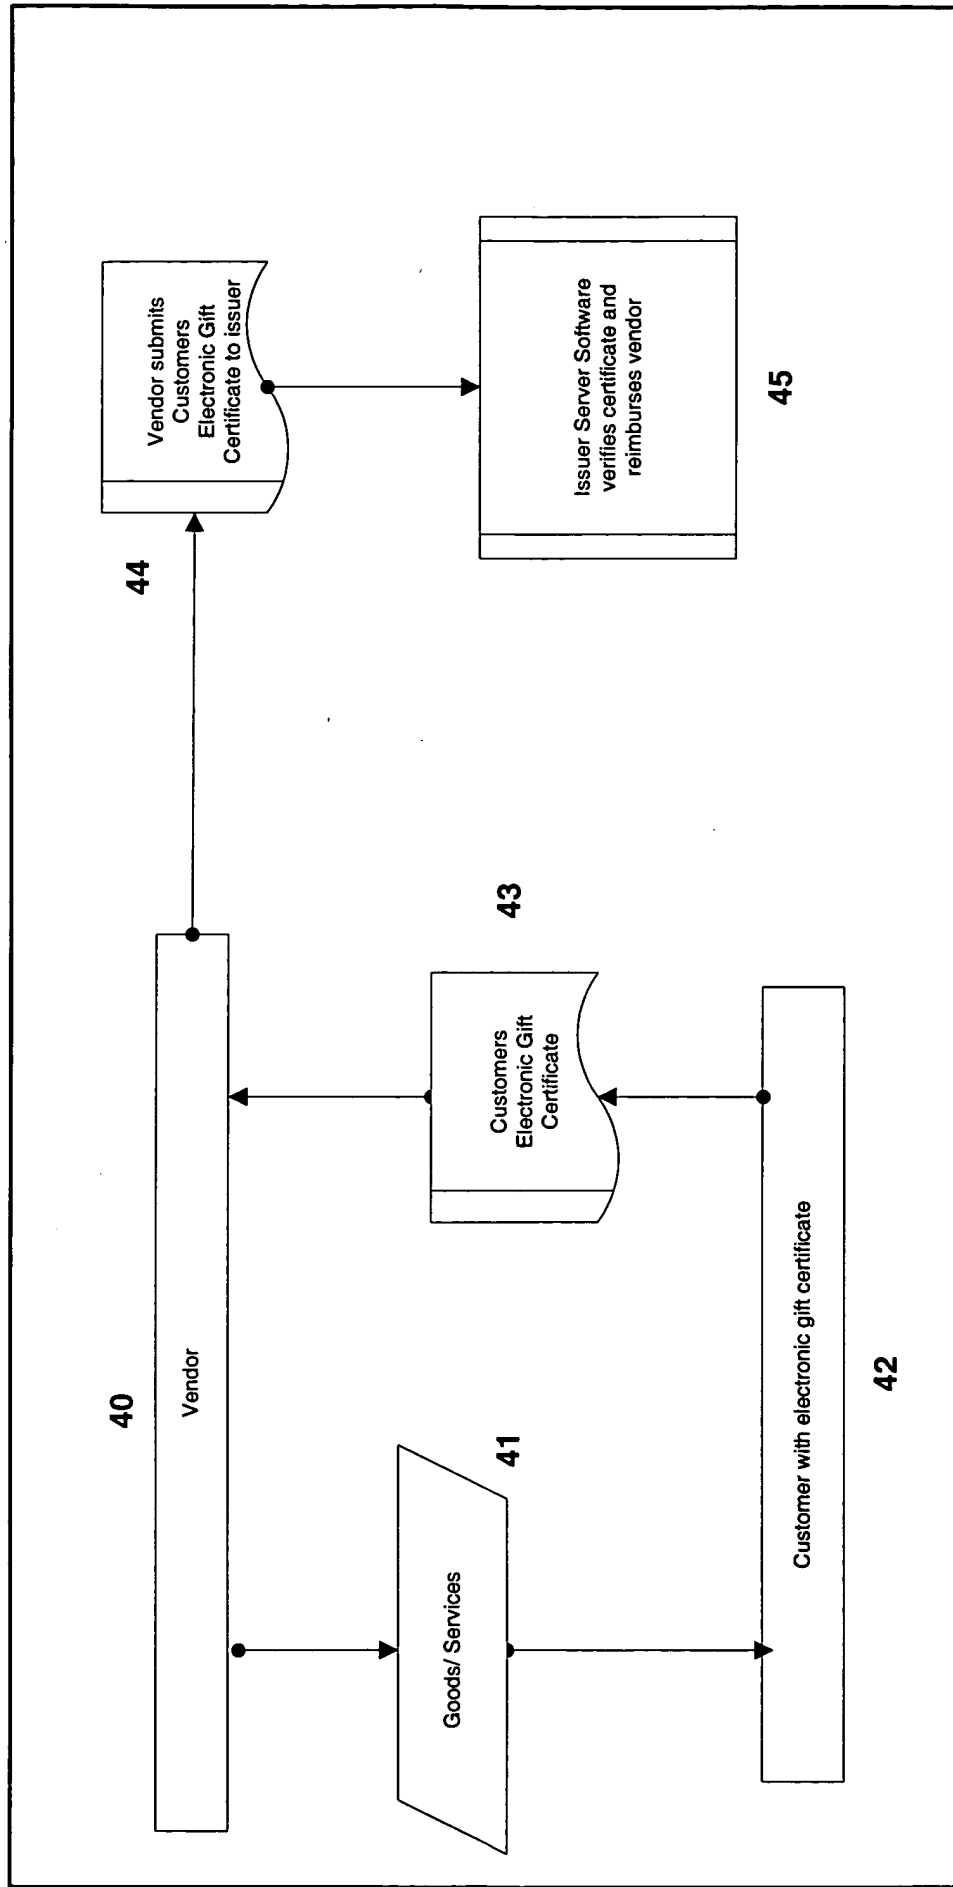 40
Vendor
44
Vendor submits
Customers
Electronic Gift
Certificate to issuer
41
Goods/ Services
43
Customers
Electronic Gift
Certificate
Issuer Server Software
verifies certificate and
reimburses vendor
45
Customer with electronic gift certificate
42